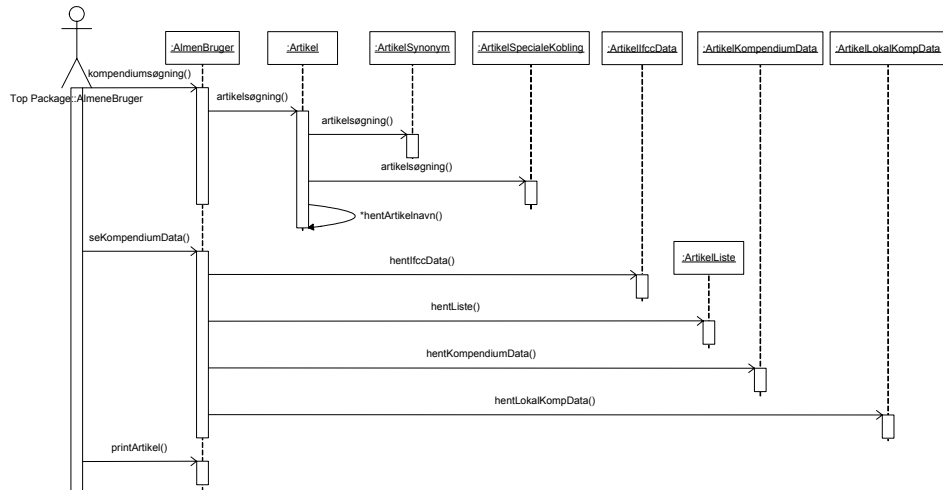 :AlmenBruger
:Artikel
:ArtikelSynonym
:ArtikelSpecialeKobling
:ArtikelIfccData
:ArtikelKompendiumData
:ArtikelLokalKompData
kompendiumsøgning()
Top Package::AlmeneBruger
artikelsøgning()
artikelsøgning()
artikelsøgning()
*hentArtikelnavn()
seKompendiumData()
:ArtikelListe
hentIfccData()
hentListe()
hentKompendiumData()
hentLokalKompData()
printArtikel()